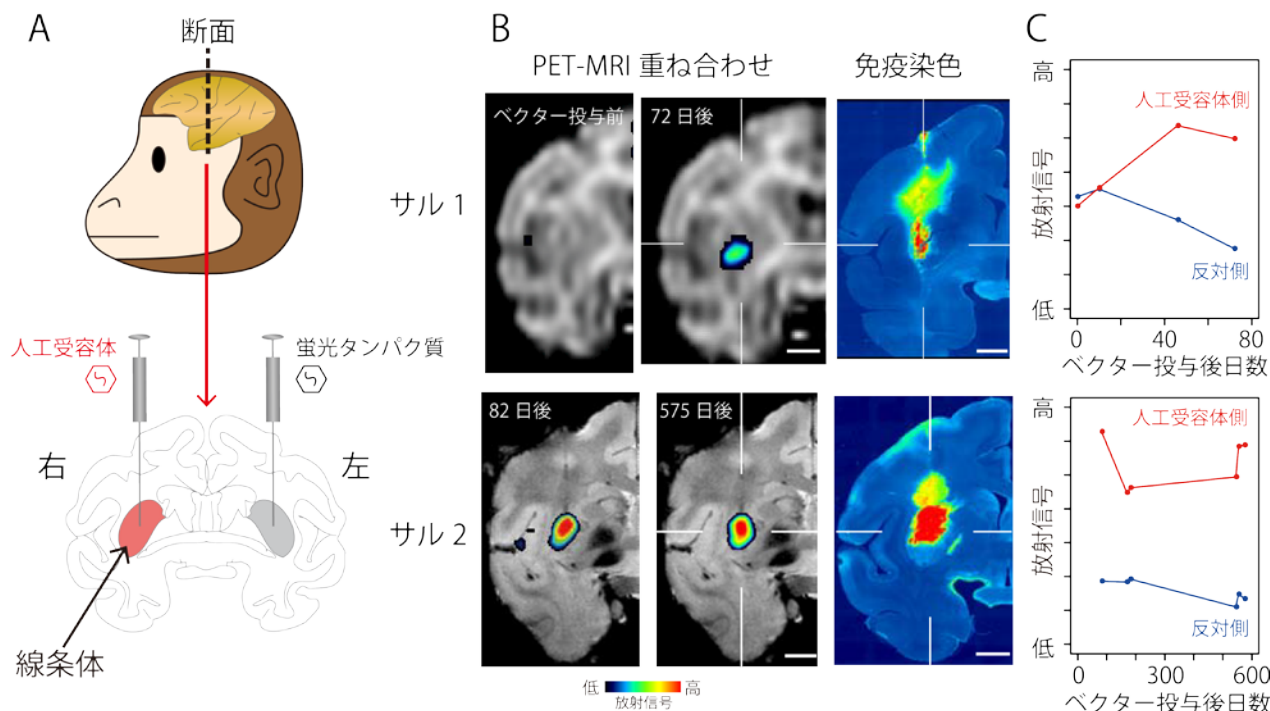 A
断面
人工受容体
蛍光タンパク質
右
左
線条体
B
PET-MRI 重ね合わせ
免疫染色
ベクター投与前
72 日後
サル 1
82 日後
575 日後
サル 2
低
高
放射信号
C
高
放射信号
低
人工受容体側
反対側
0
40
80
ベクター投与後日数
高
放射信号
低
人工受容体側
反対側
0
300
600
ベクター投与後日数